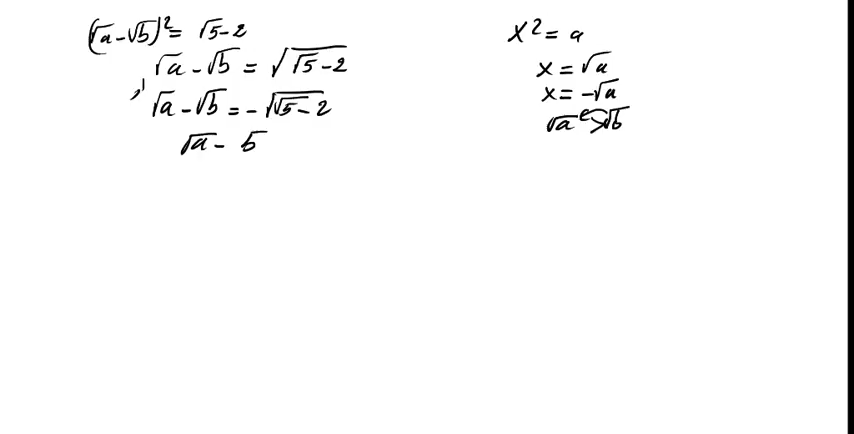 (√a - √b)² = √5 - 2
√a - √b = √(√5 - 2)
√a - √b = - √(√5 - 2)
√a - b
x² = a
x = √a
x = -√a
√a > √b